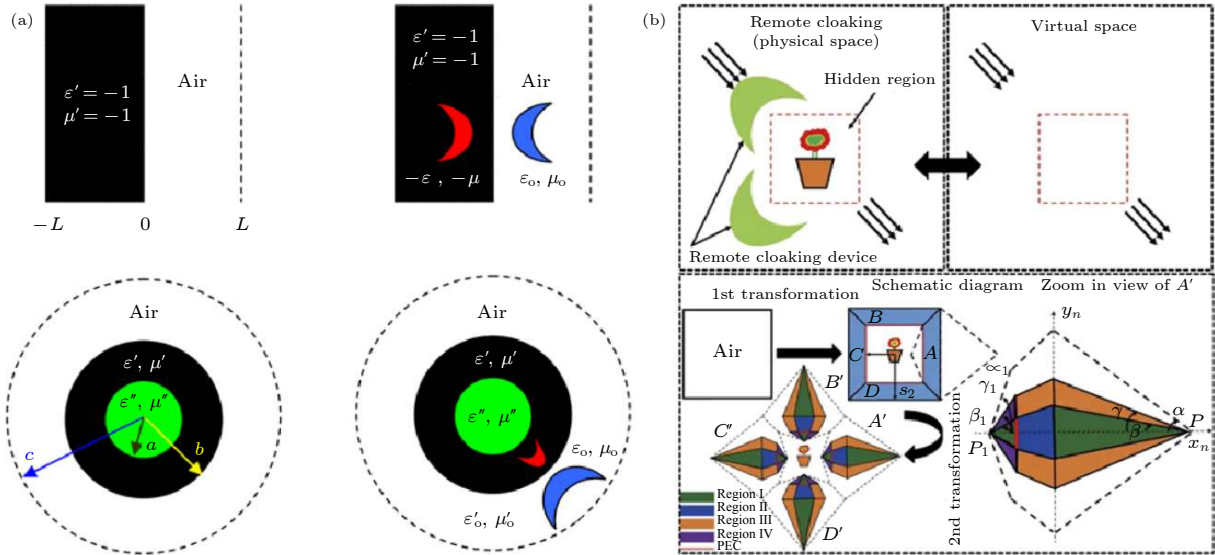 (a)
ε′ = −1
μ′ = −1
Air
−L
0
L
ε′ = −1
μ′ = −1
Air
−ε , −μ
εo, μo
Air
ε′, μ′
ε″, μ″
a
b
c
Air
ε′, μ′
ε″, μ″
εo, μo
ε′o, μ′o
(b)
Remote cloaking
(physical space)
Hidden region
Remote cloaking device
Virtual space
1st transformation
Schematic diagram
Zoom in view of A′
Air
B
C
A
D
s2
B′
A′
C″
D′
2nd transformation
yn
∝1
γ1
β1
P1
γ
β
α
P
xn
Region I
Region II
Region III
Region IV
PEC